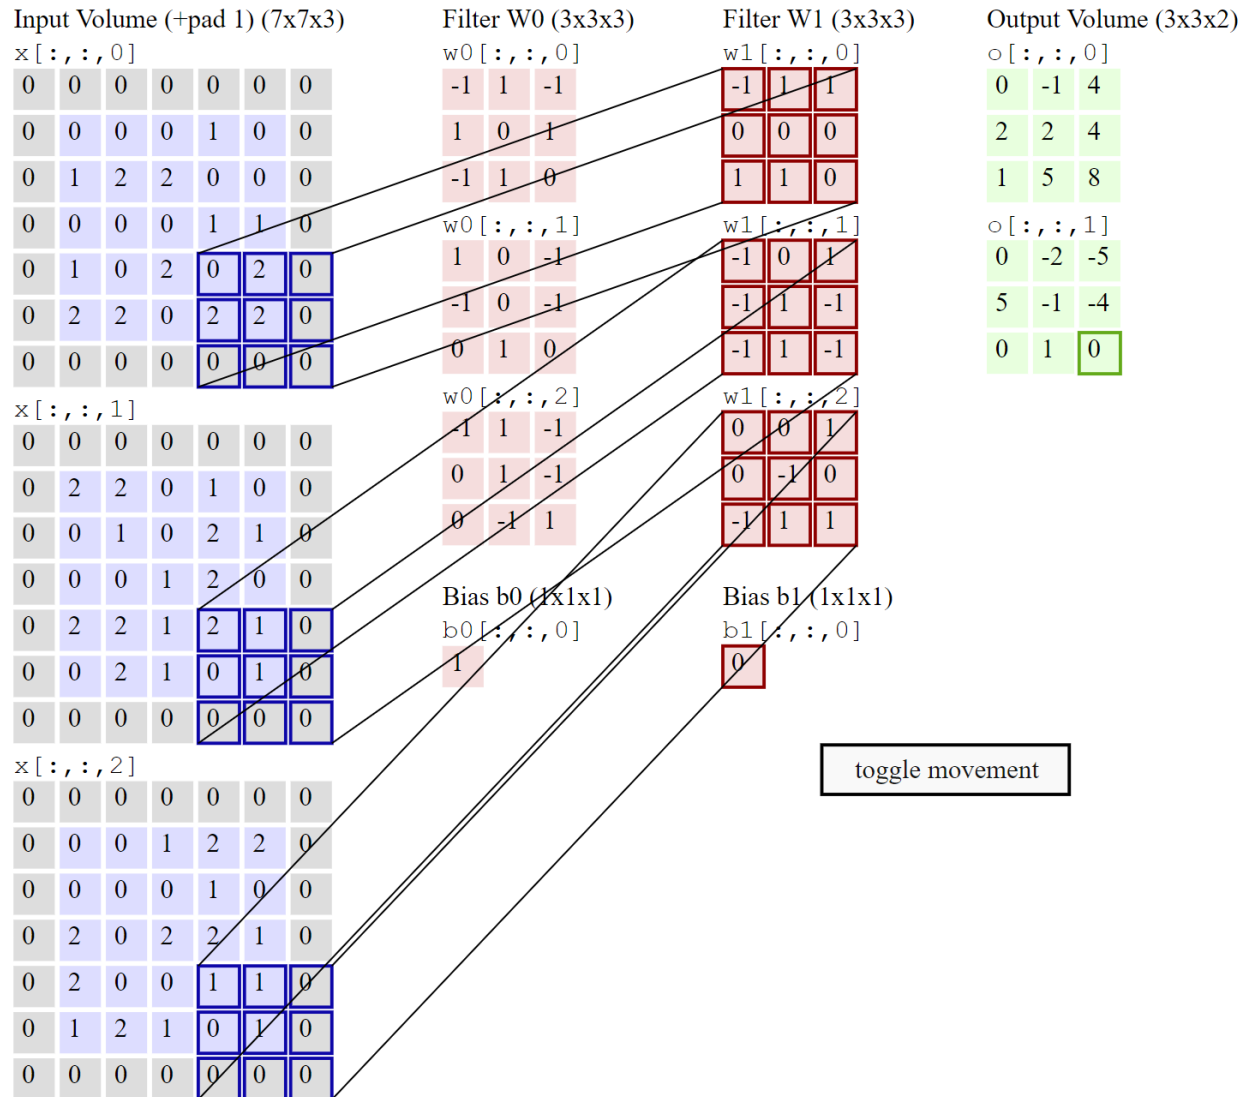 Input Volume (+pad 1) (7x7x3)
x[:,:,0]
0 0 0 0 0 0 0
0 0 0 0 1 0 0
0 1 2 2 0 0 0
0 0 0 0 1 1 0
0 1 0 2 0 2 0
0 2 2 0 2 2 0
0 0 0 0 0 0 0
x[:,:,1]
0 0 0 0 0 0 0
0 2 2 0 1 0 0
0 0 1 0 2 1 0
0 0 0 1 2 0 0
0 2 2 1 2 1 0
0 0 2 1 0 1 0
0 0 0 0 0 0 0
x[:,:,2]
0 0 0 0 0 0 0
0 0 0 1 2 2 0
0 0 0 0 1 0 0
0 2 0 2 2 1 0
0 2 0 0 1 1 0
0 1 2 1 0 1 0
0 0 0 0 0 0 0
Filter W0 (3x3x3)
w0[:,:,0]
-1 1 -1
1 0 1
-1 1 0
w0[:,:,1]
1 0 -1
-1 0 -1
0 1 0
w0[:,:,2]
-1 1 -1
0 1 -1
0 -1 1
Bias b0 (1x1x1)
b0[:,:,0]
1
Filter W1 (3x3x3)
w1[:,:,0]
-1 1 1
0 0 0
1 1 0
w1[:,:,1]
-1 0 1
-1 1 -1
-1 1 -1
w1[:,:,2]
0 0 1
0 -1 0
-1 1 1
Bias b1 (1x1x1)
b1[:,:,0]
0
Output Volume (3x3x2)
o[:,:,0]
0 -1 4
2 2 4
1 5 8
o[:,:,1]
0 -2 -5
5 -1 -4
0 1 0
toggle movement